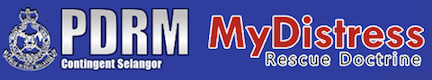 PDRM
Contingent Selangor
MyDistress
Rescue Doctrine